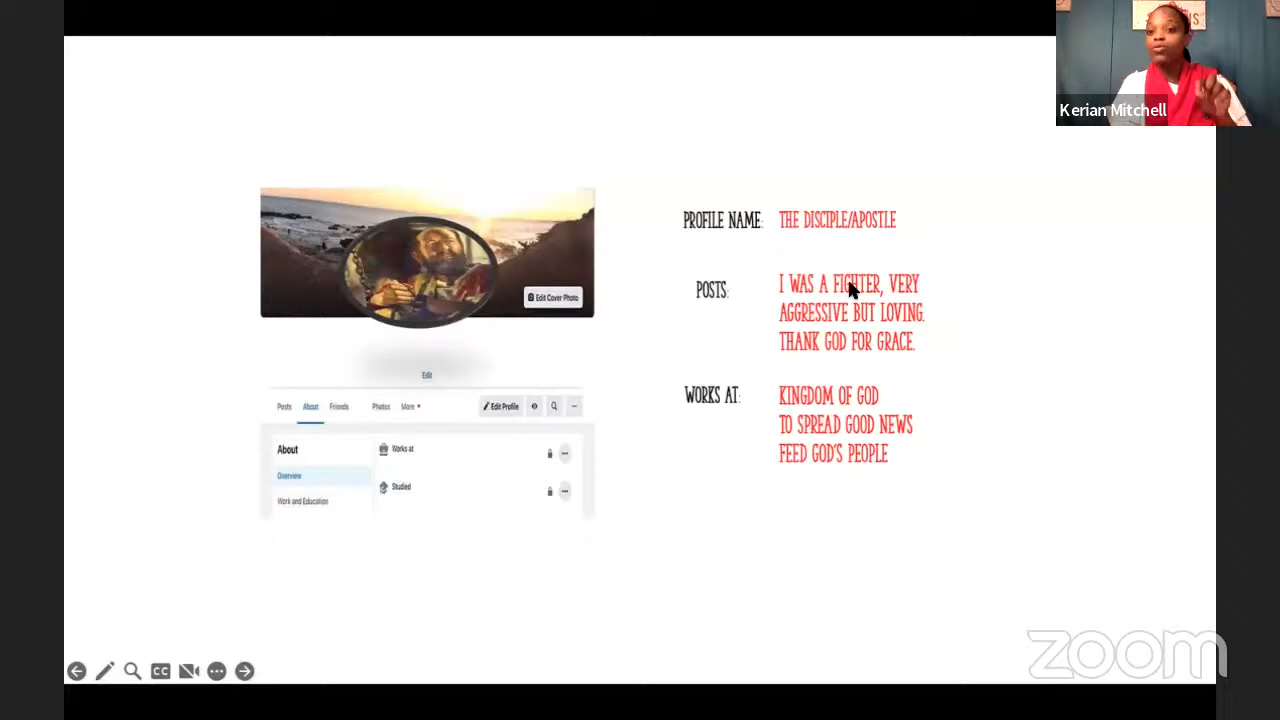 Kerian Mitchell
PROFILE NAME: THE DISCIPLE/APOSTLE
POSTS: I WAS A FIGHTER, VERY
AGGRESSIVE BUT LOVING.
THANK GOD FOR GRACE.
WORKS AT: KINGDOM OF GOD
TO SPREAD GOOD NEWS
FEED GOD'S PEOPLE
Edit Cover Photo
Edit
Posts About Friends Photos More Edit Profile
About
Overview
Work and Education
Works at
Studied
CC
zoom